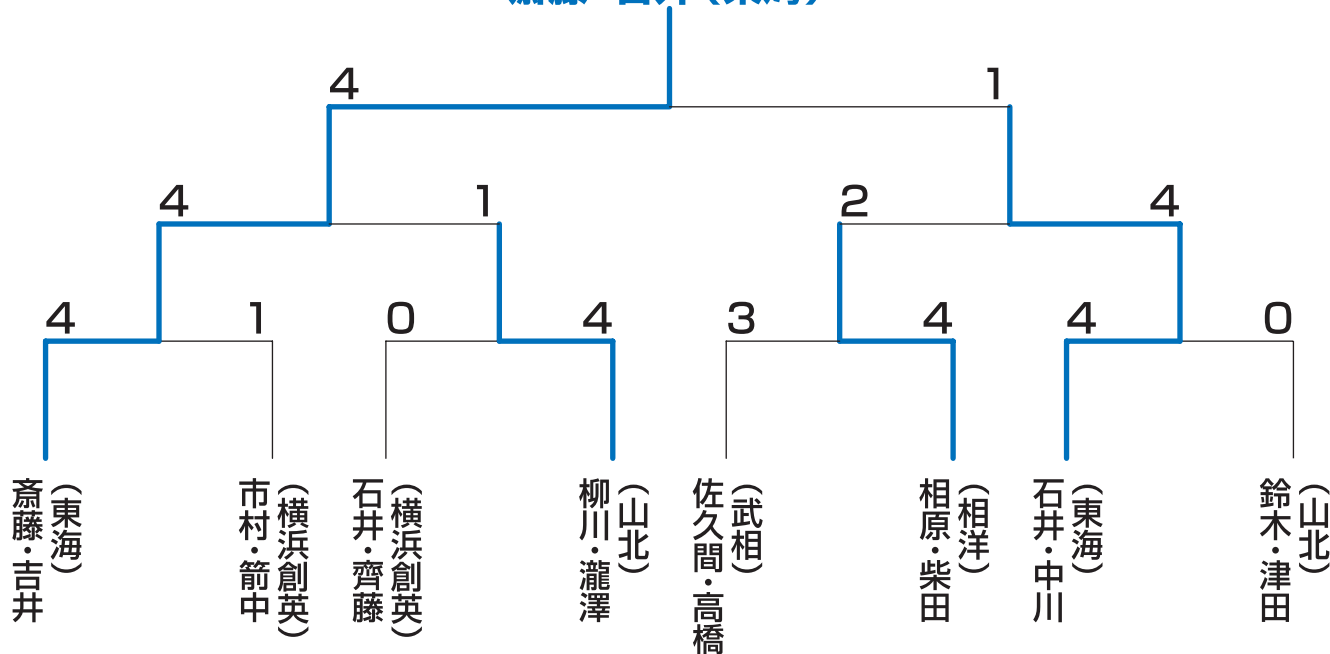 4 1
4 1 2 4
4 1 0 4 3 4 4 0
斎藤・吉井（東海）
市村・箭中（横浜創英）
石井・齊藤（横浜創英）
柳川・瀧澤（山北）
佐久間・高橋（武相）
相原・柴田（相洋）
石井・中川（東海）
鈴木・津田（山北）